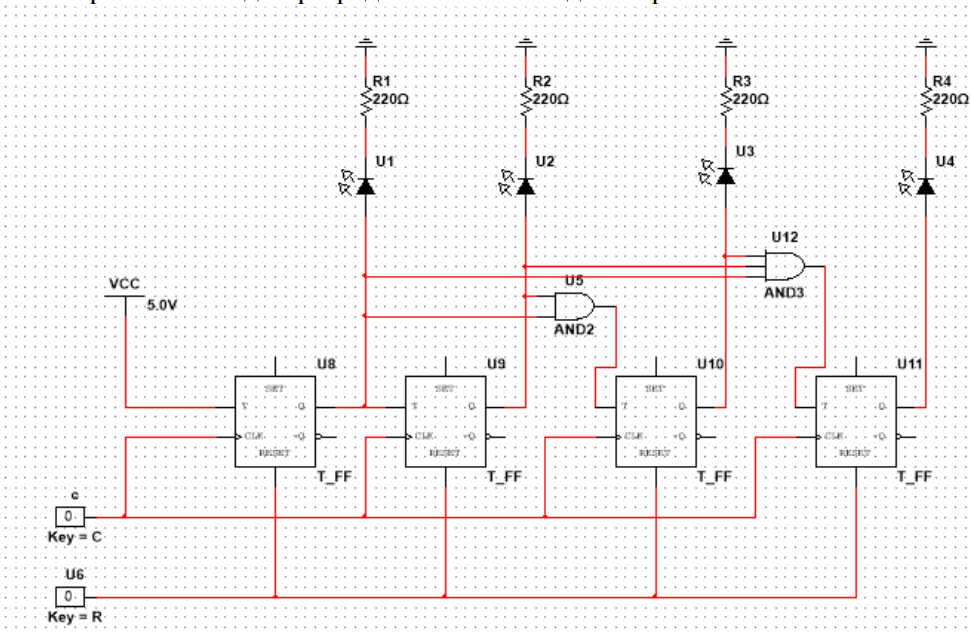 R1
220Ω
R2
220Ω
R3
220Ω
R4
220Ω
U1
U2
U3
U4
U12
AND3
U5
AND2
VCC
5.0V
U8
SET
T Q
CLK ~Q
RESET
T_FF
U9
SET
T Q
CLK ~Q
RESET
T_FF
U10
SET
T Q
CLK ~Q
RESET
T_FF
U11
SET
T Q
CLK ~Q
RESET
T_FF
c
0
Key = C
U6
0
Key = R